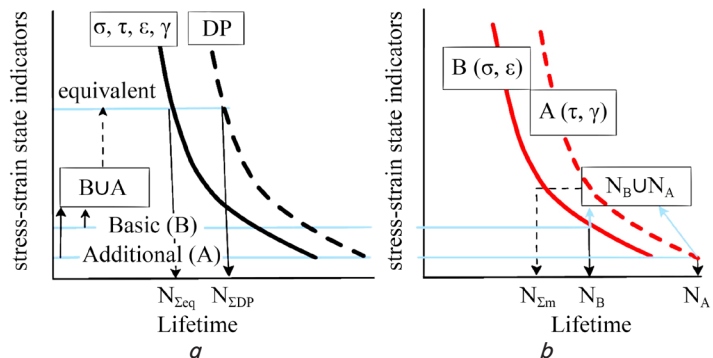 stress-strain state indicators
σ, τ, ε, γ
DP
equivalent
B∪A
Basic (B)
Additional (A)
N_Σeq
N_ΣDP
Lifetime
a
stress-strain state indicators
B (σ, ε)
A (τ, γ)
N_B∪N_A
N_Σm
N_B
N_A
Lifetime
b